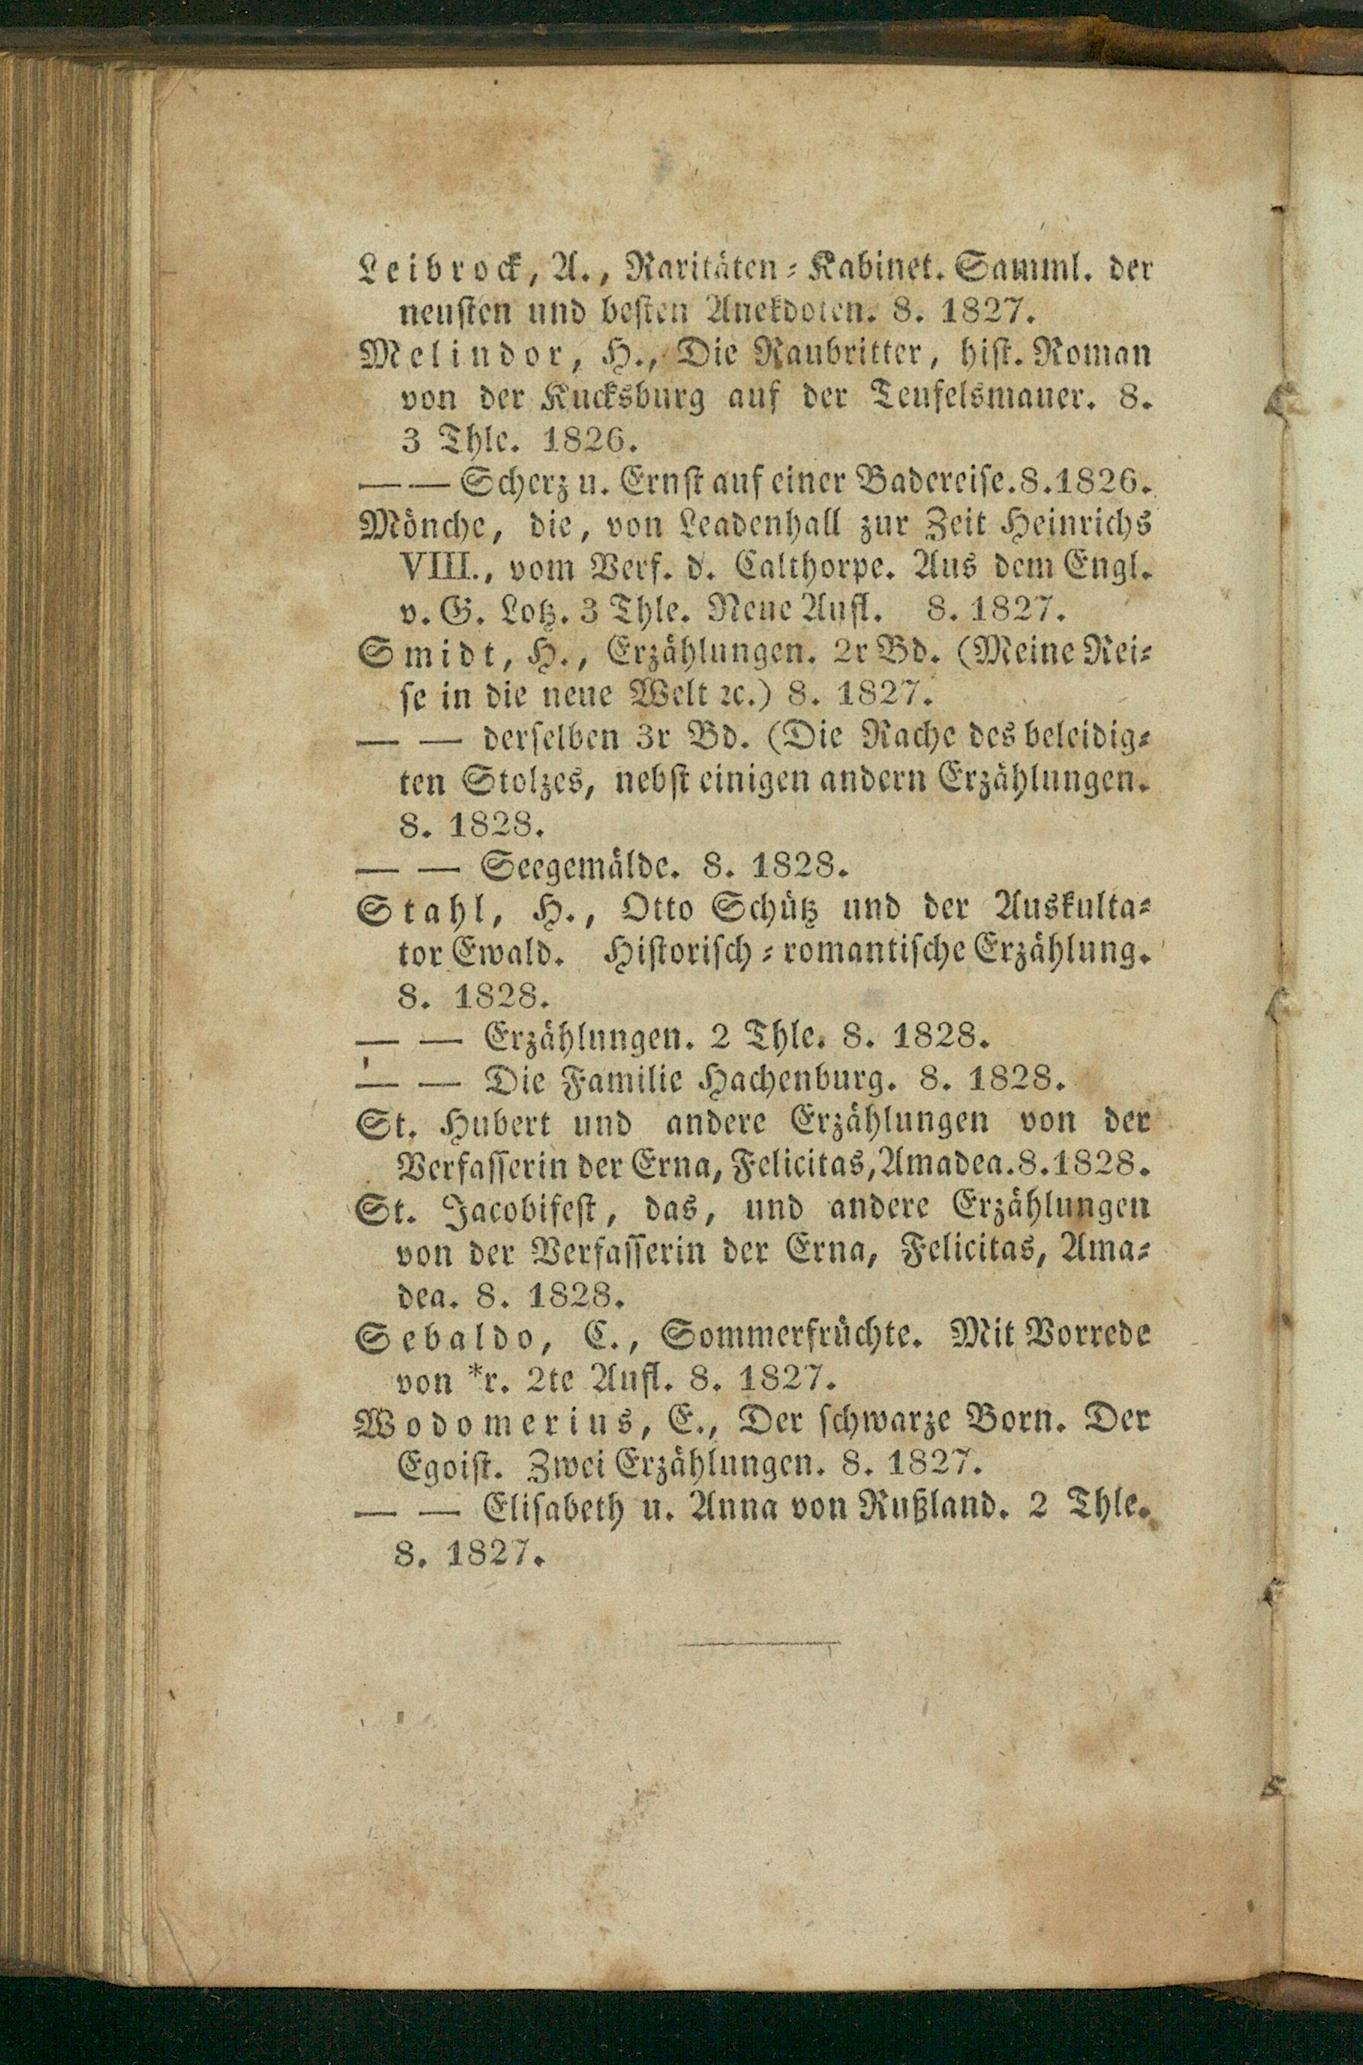 Leibrock, A., Raritäten-Kabinet. Samml. der
neusten und besten Anekdoten. 8. 1827.
Melindor, H., Die Raubritter, hist. Roman
von der Kucksburg auf der Teufelsmauer. 8.
3 Thle. 1826.
— — Scherz u. Ernst auf einer Badereise. 8. 1826.
Mönche, die, von Leadenhall zur Zeit Heinrichs
VIII., vom Verf. d. Calthorpe. Aus dem Engl.
v. G. Lotz. 3 Thle. Neue Aufl. 8. 1827.
Smidt, H., Erzählungen. 2r Bd. (Meine Rei-
se in die neue Welt ꝛc.) 8. 1827.
— — derselben 3r Bd. (Die Rache des beleidig-
ten Stolzes, nebst einigen andern Erzählungen.
8. 1828.
— — Seegemälde. 8. 1828.
Stahl, H., Otto Schütz und der Auskulta-
tor Ewald. Historisch-romantische Erzählung.
8. 1828.
— — Erzählungen. 2 Thle. 8. 1828.
— — Die Familie Hachenburg. 8. 1828.
St. Hubert und andere Erzählungen von der
Verfasserin der Erna, Felicitas, Amadea. 8. 1828.
St. Jacobifest, das, und andere Erzählungen
von der Verfasserin der Erna, Felicitas, Ama-
dea. 8. 1828.
Sebaldo, C., Sommerfrüchte. Mit Vorrede
von *r. 2te Aufl. 8. 1827.
Wodomerius, E., Der schwarze Born. Der
Egoist. Zwei Erzählungen. 8. 1827.
— — Elisabeth u. Anna von Rußland. 2 Thle.
8. 1827.